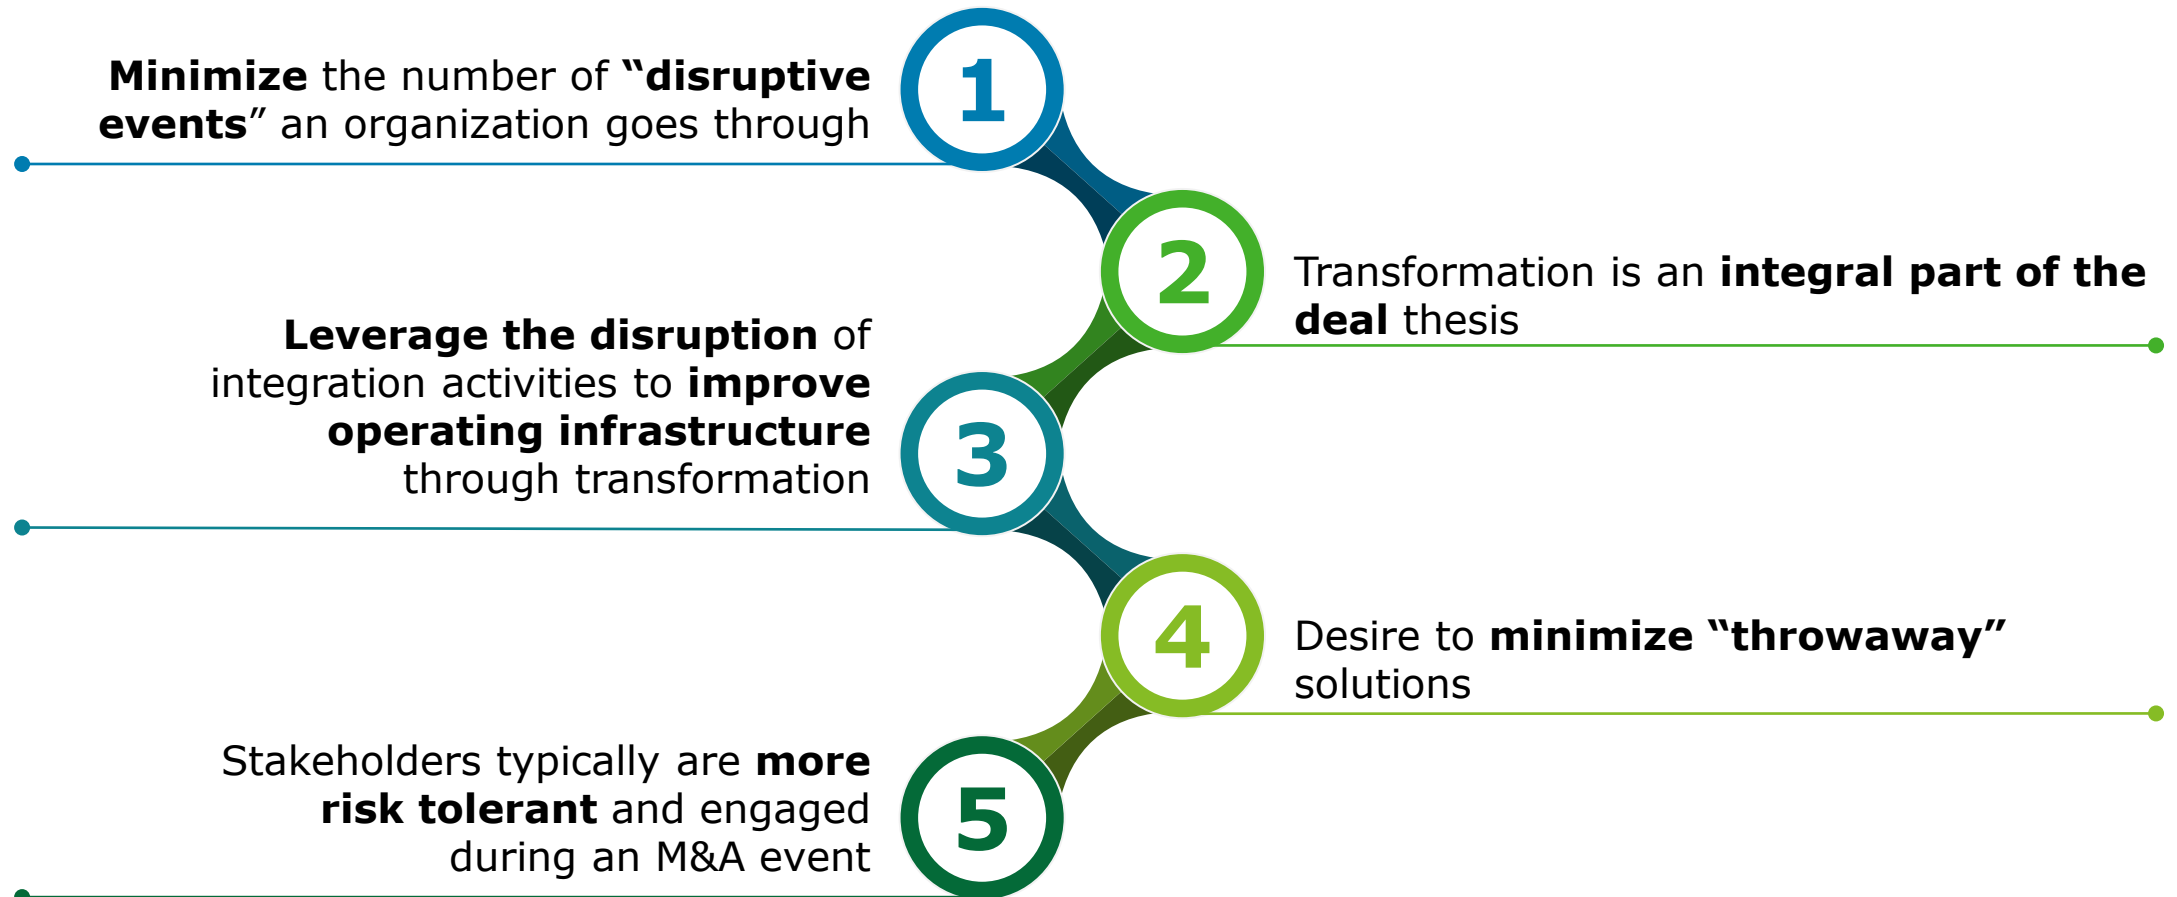 1
Minimize the number of “disruptive
events” an organization goes through
2
Transformation is an integral part of the
deal thesis
3
Leverage the disruption of
integration activities to improve
operating infrastructure
through transformation
4
Desire to minimize “throwaway”
solutions
5
Stakeholders typically are more
risk tolerant and engaged
during an M&A event